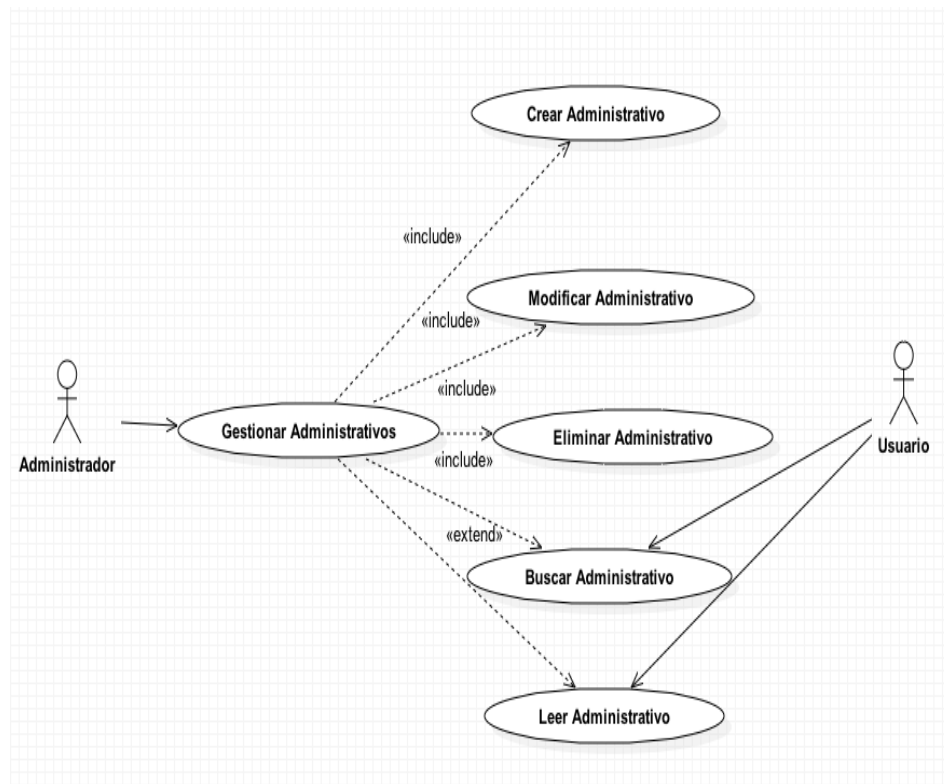 Crear Administrativo
«include»
Modificar Administrativo
«include»
«include»
Administrador
Gestionar Administrativos
Eliminar Administrativo
Usuario
«include»
«extend»
Buscar Administrativo
Leer Administrativo